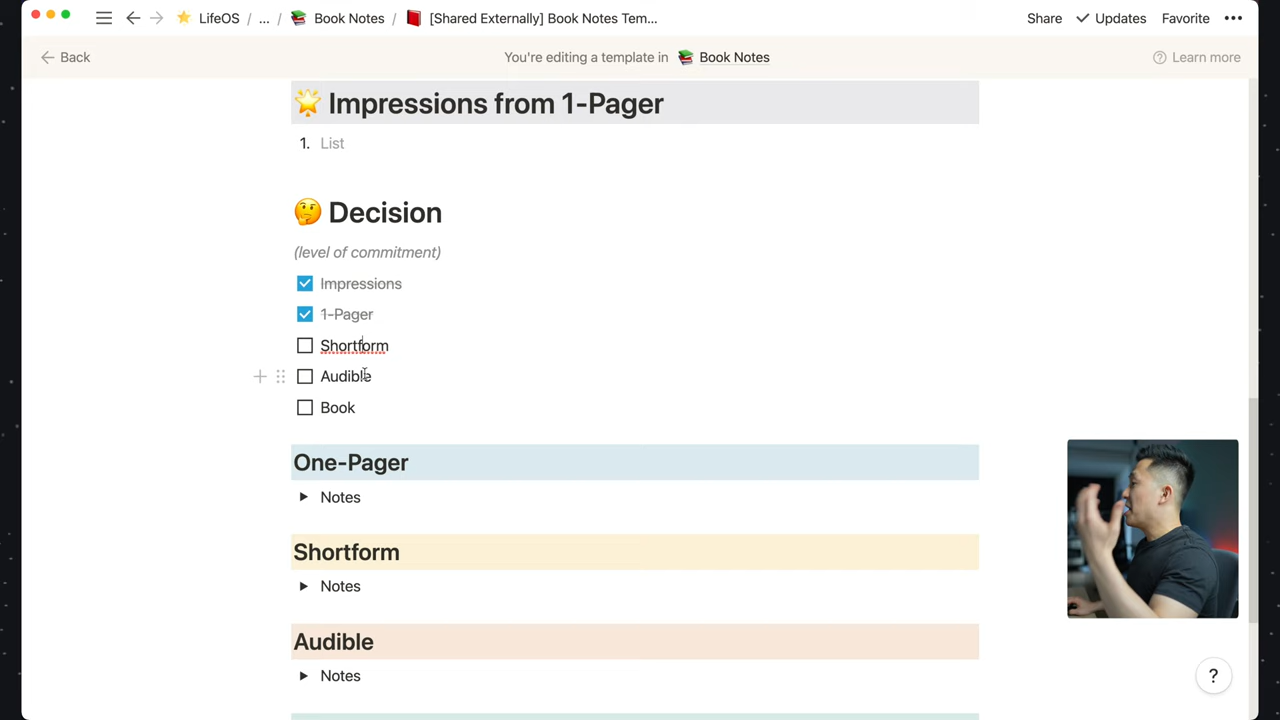 LifeOS / ... / Book Notes / [Shared Externally] Book Notes Tem...
Share Updates Favorite •••
Back
You're editing a template in Book Notes
Learn more
Impressions from 1-Pager
1. List
Decision
(level of commitment)
Impressions
1-Pager
Shortform
Audible
Book
One-Pager
Notes
Shortform
Notes
Audible
Notes
?